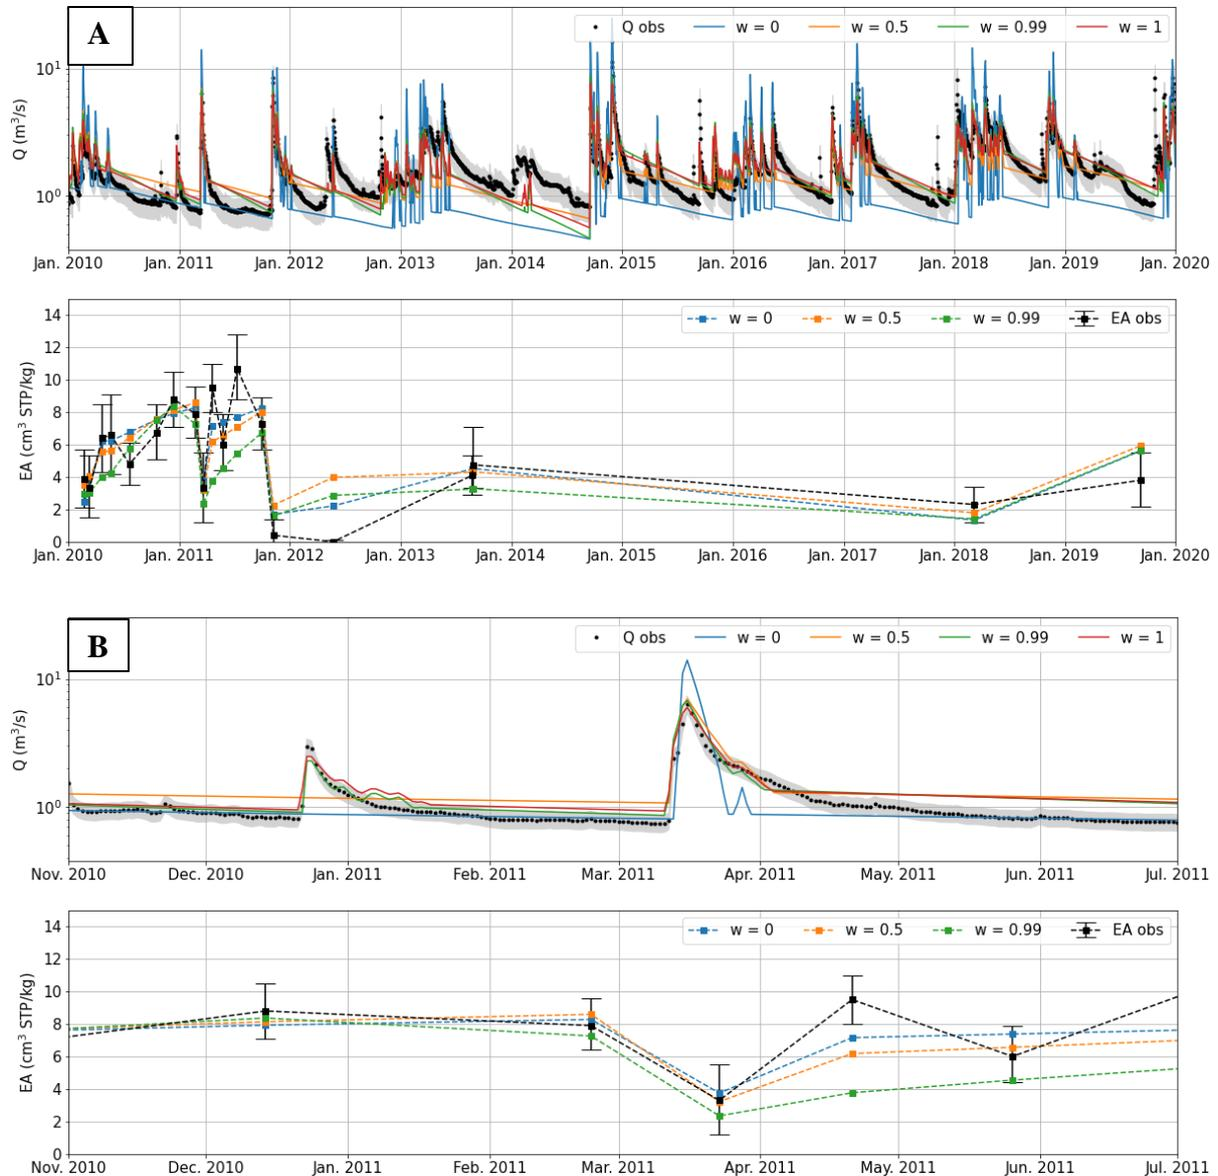 A
Q obs w = 0 w = 0.5 w = 0.99 w = 1
10¹
10⁰
Q (m³/s)
Jan. 2010 Jan. 2011 Jan. 2012 Jan. 2013 Jan. 2014 Jan. 2015 Jan. 2016 Jan. 2017 Jan. 2018 Jan. 2019 Jan. 2020
w = 0 w = 0.5 w = 0.99 EA obs
14
12
10
8
6
4
2
0
EA (cm³ STP/kg)
Jan. 2010 Jan. 2011 Jan. 2012 Jan. 2013 Jan. 2014 Jan. 2015 Jan. 2016 Jan. 2017 Jan. 2018 Jan. 2019 Jan. 2020
B
Q obs w = 0 w = 0.5 w = 0.99 w = 1
10¹
10⁰
Q (m³/s)
Nov. 2010 Dec. 2010 Jan. 2011 Feb. 2011 Mar. 2011 Apr. 2011 May. 2011 Jun. 2011 Jul. 2011
w = 0 w = 0.5 w = 0.99 EA obs
14
12
10
8
6
4
2
0
EA (cm³ STP/kg)
Nov. 2010 Dec. 2010 Jan. 2011 Feb. 2011 Mar. 2011 Apr. 2011 May. 2011 Jun. 2011 Jul. 2011